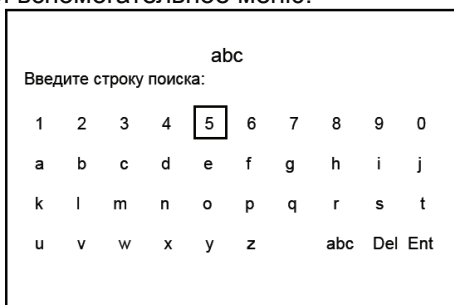 вспомогательное меню.
abc
Введите строку поиска:
1 2 3 4 5 6 7 8 9 0
a b c d e f g h i j
k l m n o p q r s t
u v w x y z abc Del Ent